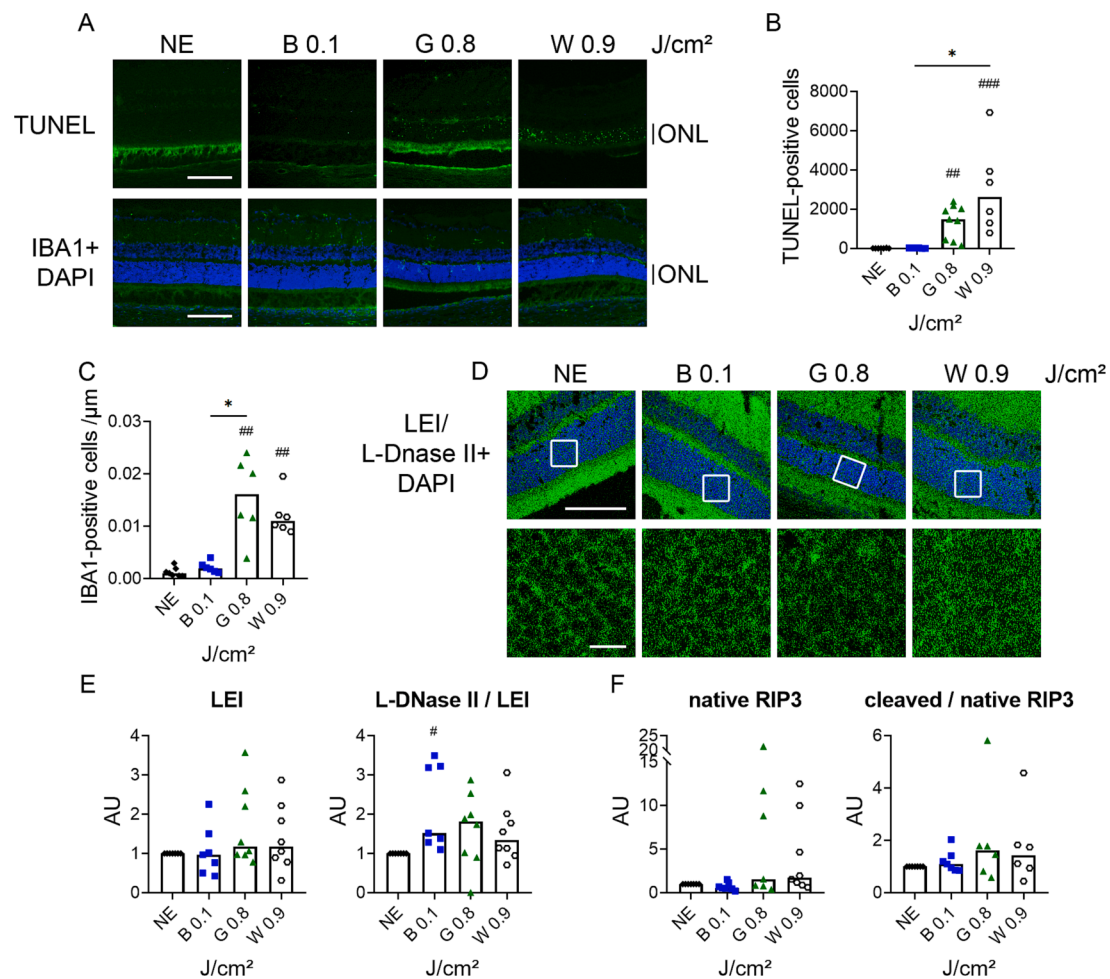 A
NE B 0.1 G 0.8 W 0.9 J/cm²
TUNEL
ONL
IBA1+
DAPI
ONL
B
TUNEL-positive cells
8000
6000
4000
2000
0
*
##
###
NE B 0.1 G 0.8 W 0.9
J/cm²
C
IBA1-positive cells /µm
0.03
0.02
0.01
0.00
*
##
##
NE B 0.1 G 0.8 W 0.9
J/cm²
D
NE B 0.1 G 0.8 W 0.9 J/cm²
LEI/
L-Dnase II+
DAPI
E
LEI
AU
4
3
2
1
0
NE B 0.1 G 0.8 W 0.9
J/cm²
L-DNase II / LEI
AU
4
3
2
1
0
#
NE B 0.1 G 0.8 W 0.9
J/cm²
F
native RIP3
AU
25
20
15
10
5
0
NE B 0.1 G 0.8 W 0.9
J/cm²
cleaved / native RIP3
AU
6
4
2
0
NE B 0.1 G 0.8 W 0.9
J/cm²